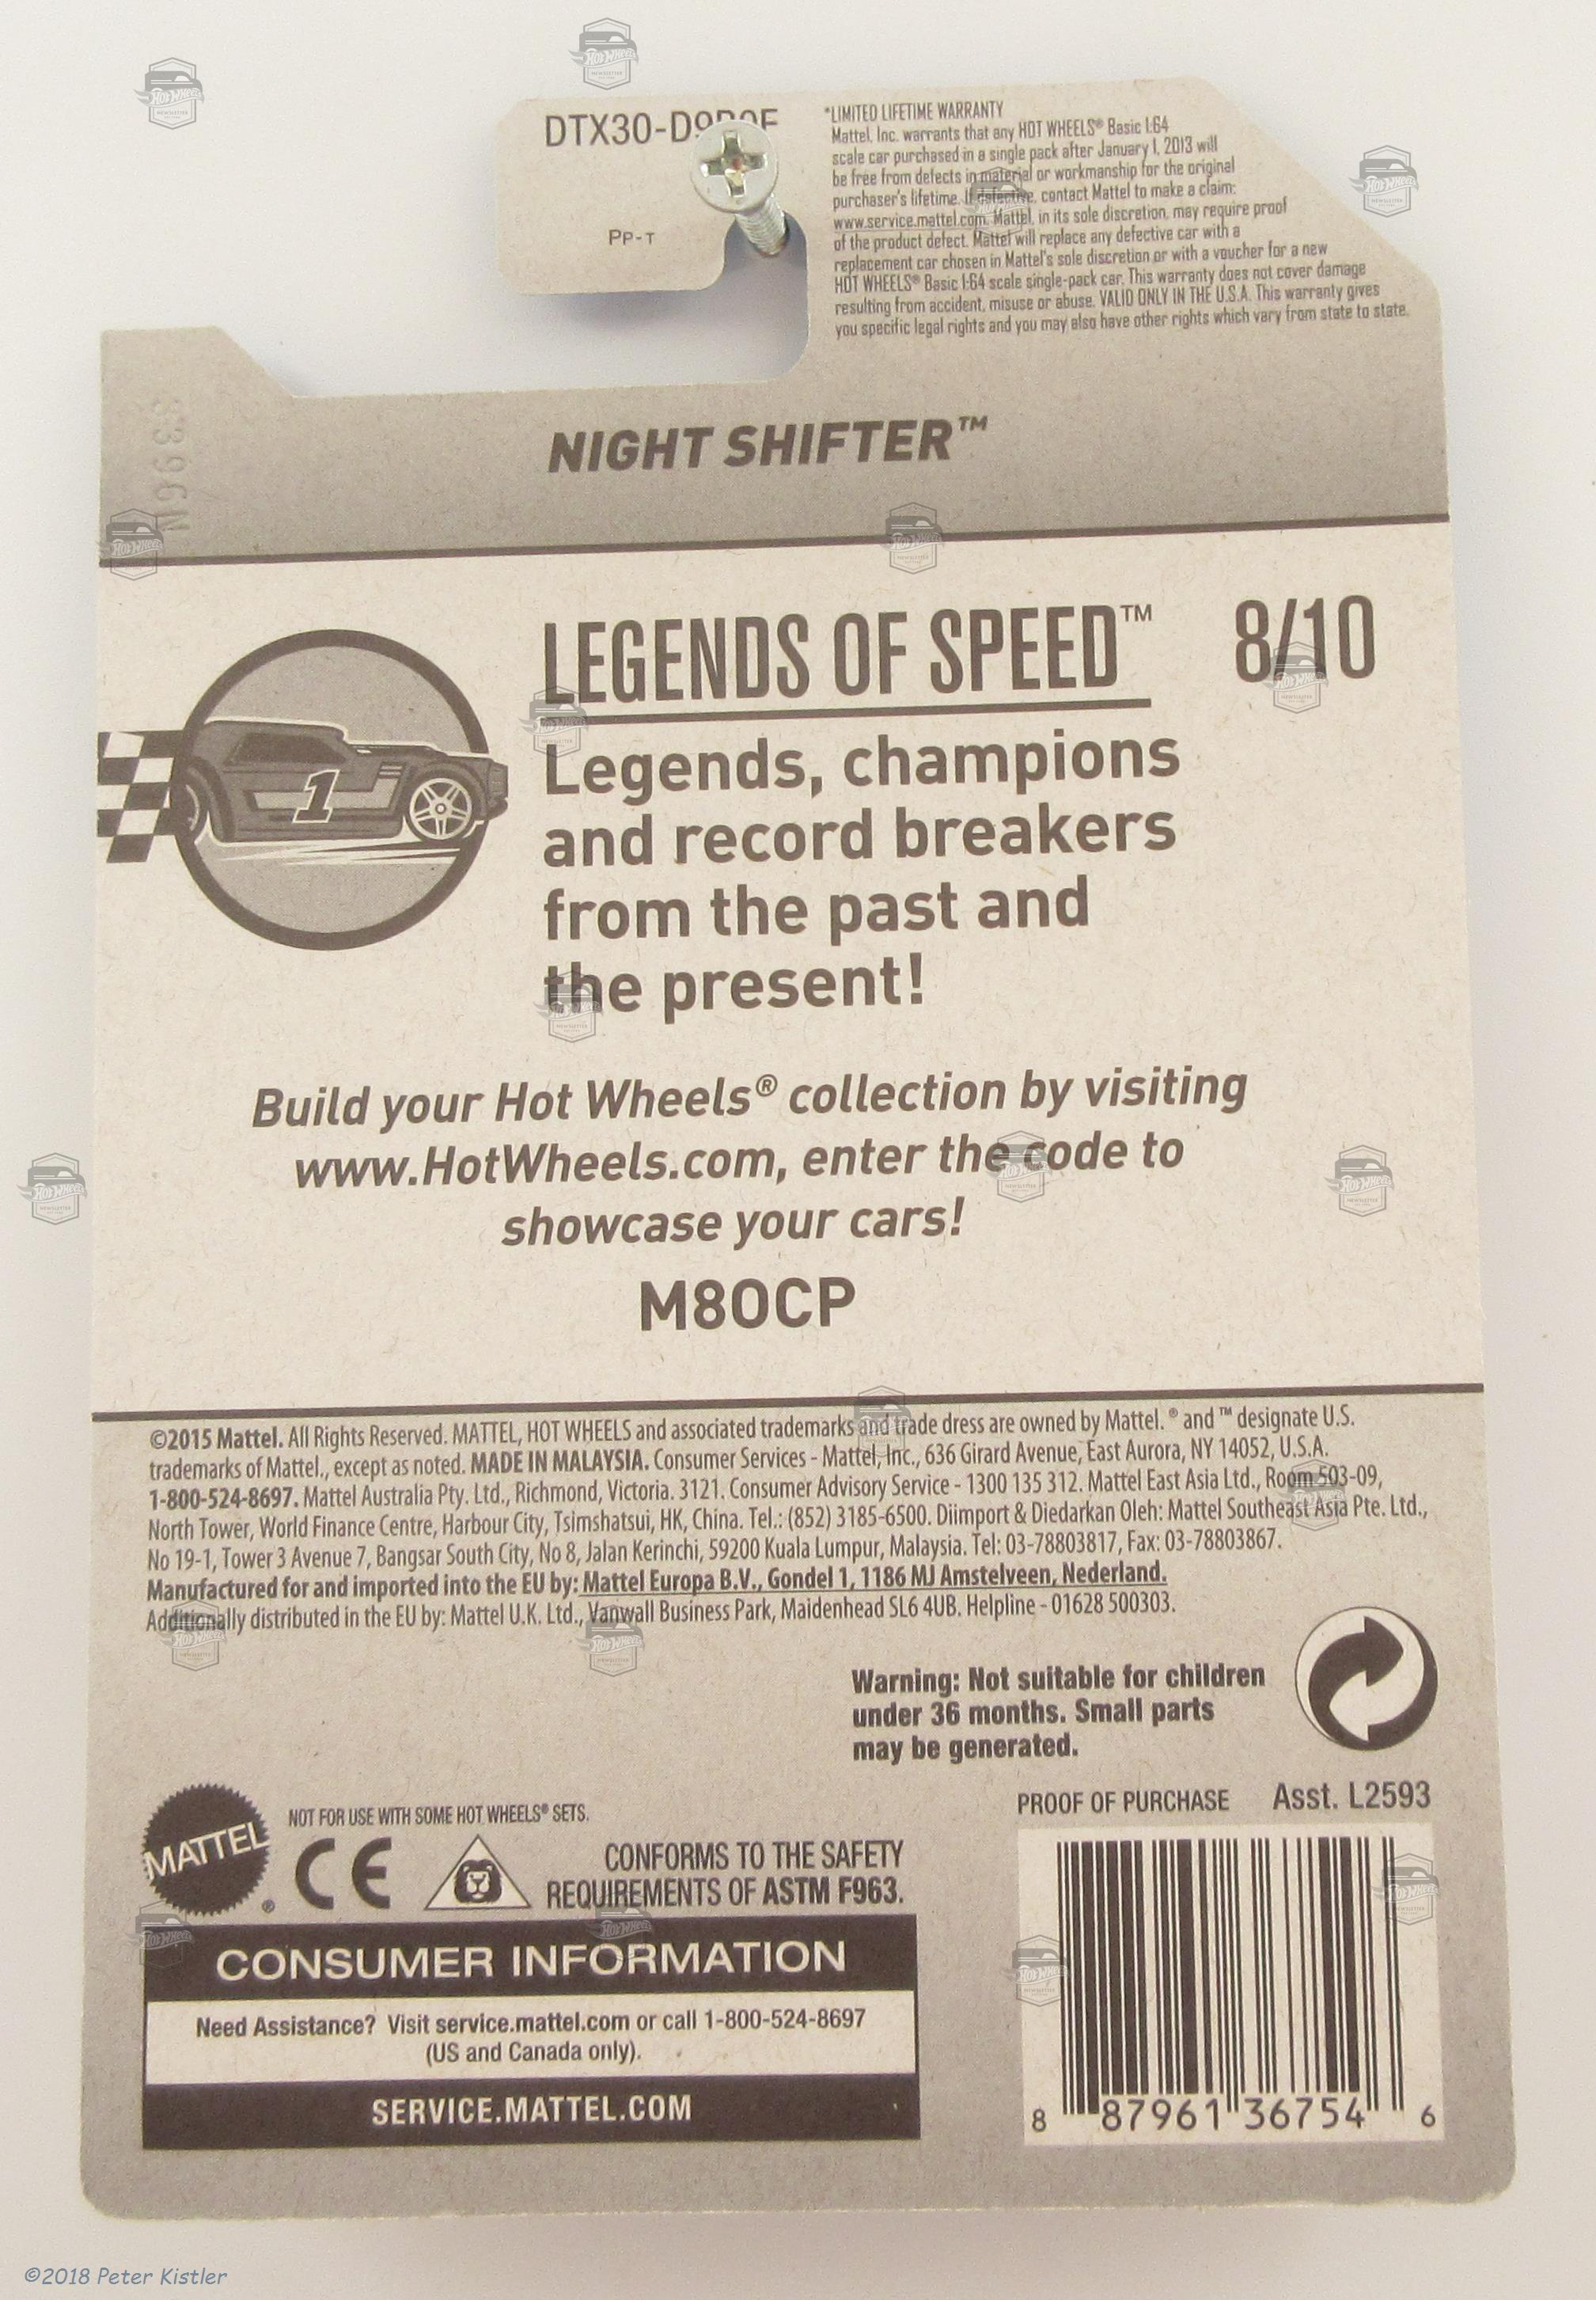 DTX30-D9B0F
PP-T
*LIMITED LIFETIME WARRANTY
Mattel, Inc. warrants that any HOT WHEELS® Basic 1:64
scale car purchased in a single pack after January 1, 2013 will
be free from defects in material or workmanship for the original
purchaser's lifetime. If defective, contact Mattel to make a claim:
www.service.mattel.com. Mattel, in its sole discretion, may require proof
of the product defect. Mattel will replace any defective car with a
replacement car chosen in Mattel's sole discretion or with a voucher for a new
HOT WHEELS® Basic 1:64 scale single-pack car. This warranty does not cover damage
resulting from accident, misuse or abuse. VALID ONLY IN THE U.S.A. This warranty gives
you specific legal rights and you may also have other rights which vary from state to state.
NIGHT SHIFTER™
LEGENDS OF SPEED™ 8/10
1
Legends, champions
and record breakers
from the past and
the present!
Build your Hot Wheels® collection by visiting
www.HotWheels.com, enter the code to
showcase your cars!
M80CP
©2015 Mattel. All Rights Reserved. MATTEL, HOT WHEELS and associated trademarks and trade dress are owned by Mattel. ® and ™ designate U.S.
trademarks of Mattel., except as noted. MADE IN MALAYSIA. Consumer Services - Mattel, Inc., 636 Girard Avenue, East Aurora, NY 14052, U.S.A.
1-800-524-8697. Mattel Australia Pty. Ltd., Richmond, Victoria. 3121. Consumer Advisory Service - 1300 135 312. Mattel East Asia Ltd., Room 503-09,
North Tower, World Finance Centre, Harbour City, Tsimshatsui, HK, China. Tel.: (852) 3185-6500. Diimport & Diedarkan Oleh: Mattel Southeast Asia Pte. Ltd.,
No 19-1, Tower 3 Avenue 7, Bangsar South City, No 8, Jalan Kerinchi, 59200 Kuala Lumpur, Malaysia. Tel: 03-78803817, Fax: 03-78803867.
Manufactured for and imported into the EU by: Mattel Europa B.V., Gondel 1, 1186 MJ Amstelveen, Nederland.
Additionally distributed in the EU by: Mattel U.K. Ltd., Vanwall Business Park, Maidenhead SL6 4UB. Helpline - 01628 500303.
Warning: Not suitable for children
under 36 months. Small parts
may be generated.
PROOF OF PURCHASE Asst. L2593
MATTEL®
NOT FOR USE WITH SOME HOT WHEELS® SETS.
CE
CONFORMS TO THE SAFETY
REQUIREMENTS OF ASTM F963.
CONSUMER INFORMATION
Need Assistance? Visit service.mattel.com or call 1-800-524-8697
(US and Canada only).
SERVICE.MATTEL.COM
8 87961 36754 6
©2018 Peter Kistler